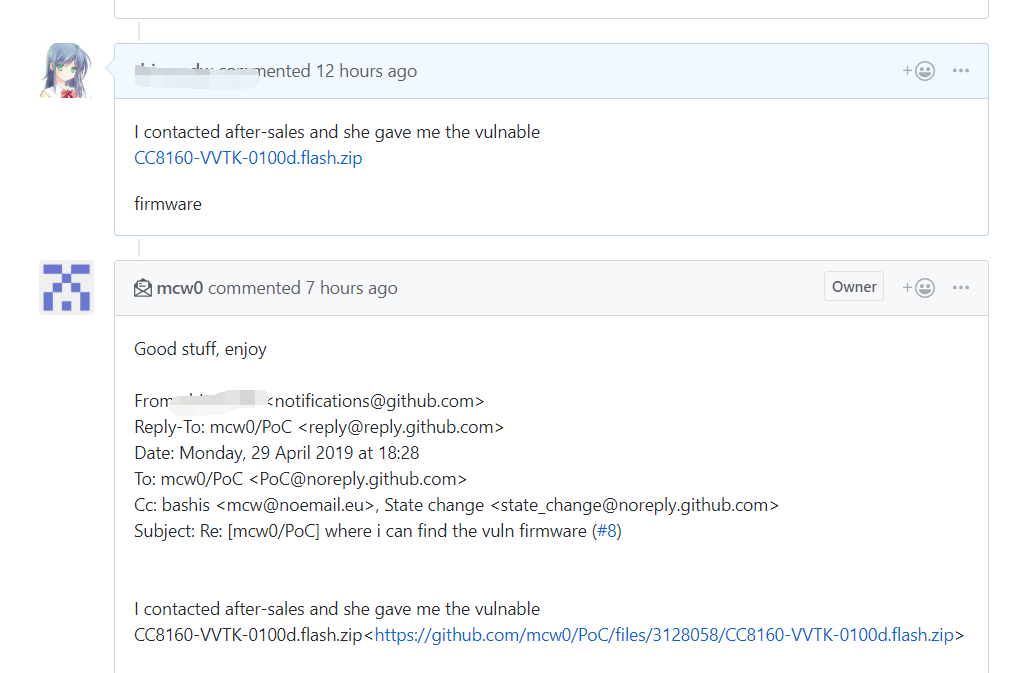 commented 12 hours ago
I contacted after-sales and she gave me the vulnable
CC8160-VVTK-0100d.flash.zip
firmware
mcw0 commented 7 hours ago
Owner
Good stuff, enjoy
From <notifications@github.com>
Reply-To: mcw0/PoC <reply@reply.github.com>
Date: Monday, 29 April 2019 at 18:28
To: mcw0/PoC <PoC@noreply.github.com>
Cc: bashis <mcw@noemail.eu>, State change <state_change@noreply.github.com>
Subject: Re: [mcw0/PoC] where i can find the vuln firmware (#8)
I contacted after-sales and she gave me the vulnable
CC8160-VVTK-0100d.flash.zip<https://github.com/mcw0/PoC/files/3128058/CC8160-VVTK-0100d.flash.zip>